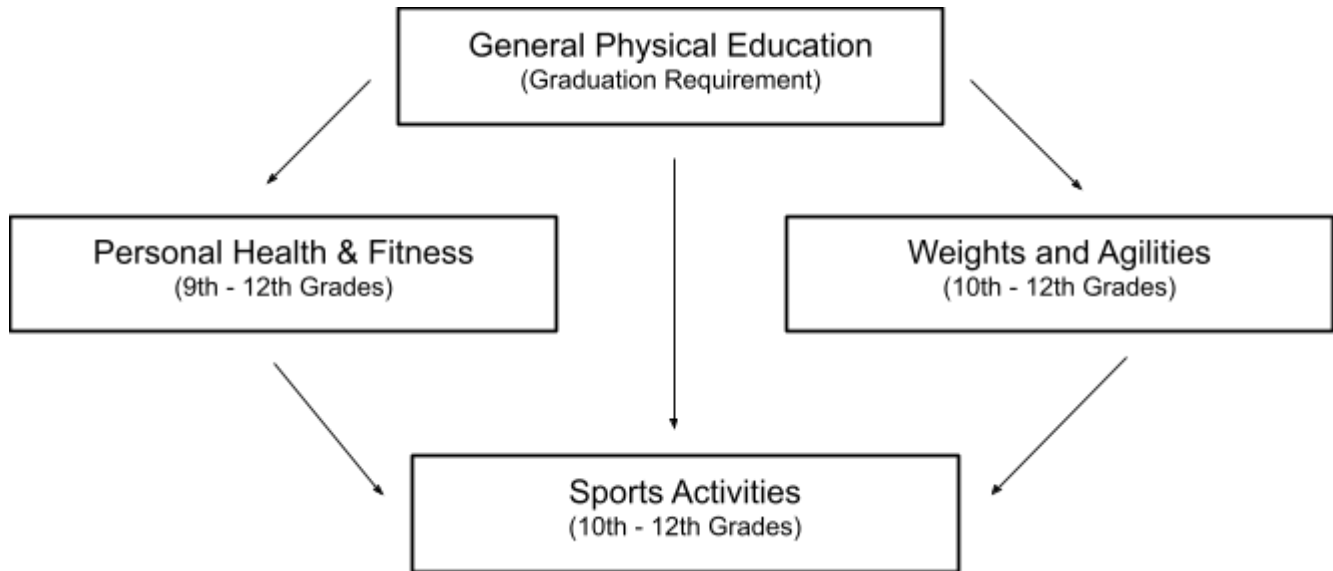 General Physical Education
(Graduation Requirement)
Personal Health & Fitness
(9th - 12th Grades)
Weights and Agilities
(10th - 12th Grades)
Sports Activities
(10th - 12th Grades)